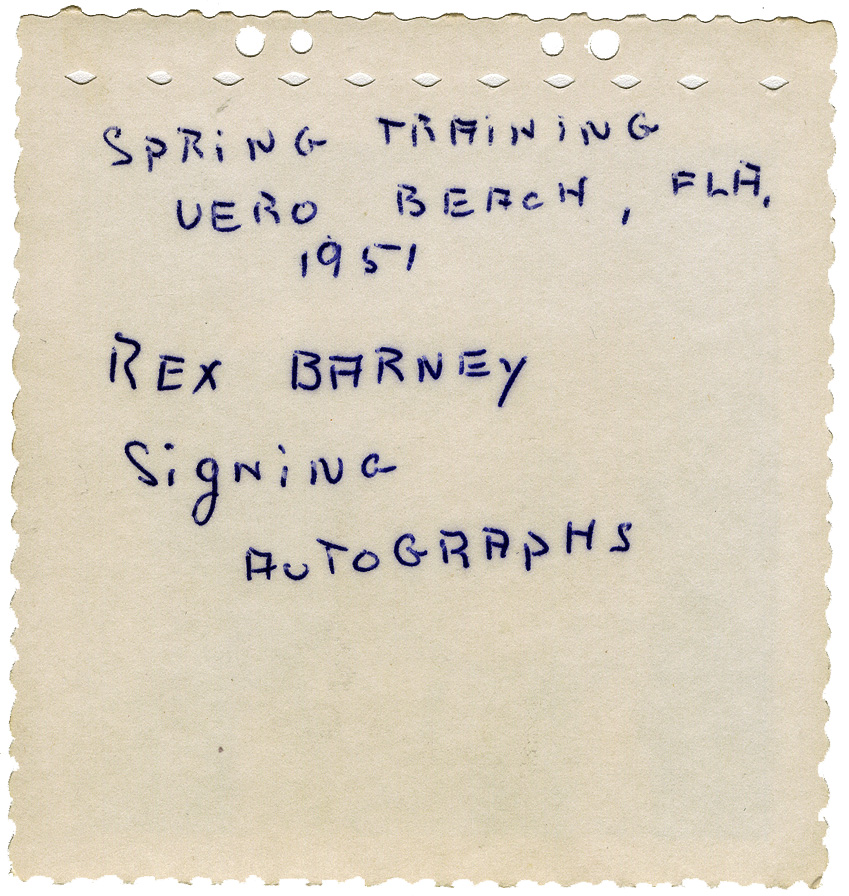 SPRiNG TRAiNiNG
VERO BEAcH, FLA.
1951
REX BARNEy
SigNiNG
AuToGRAPHS